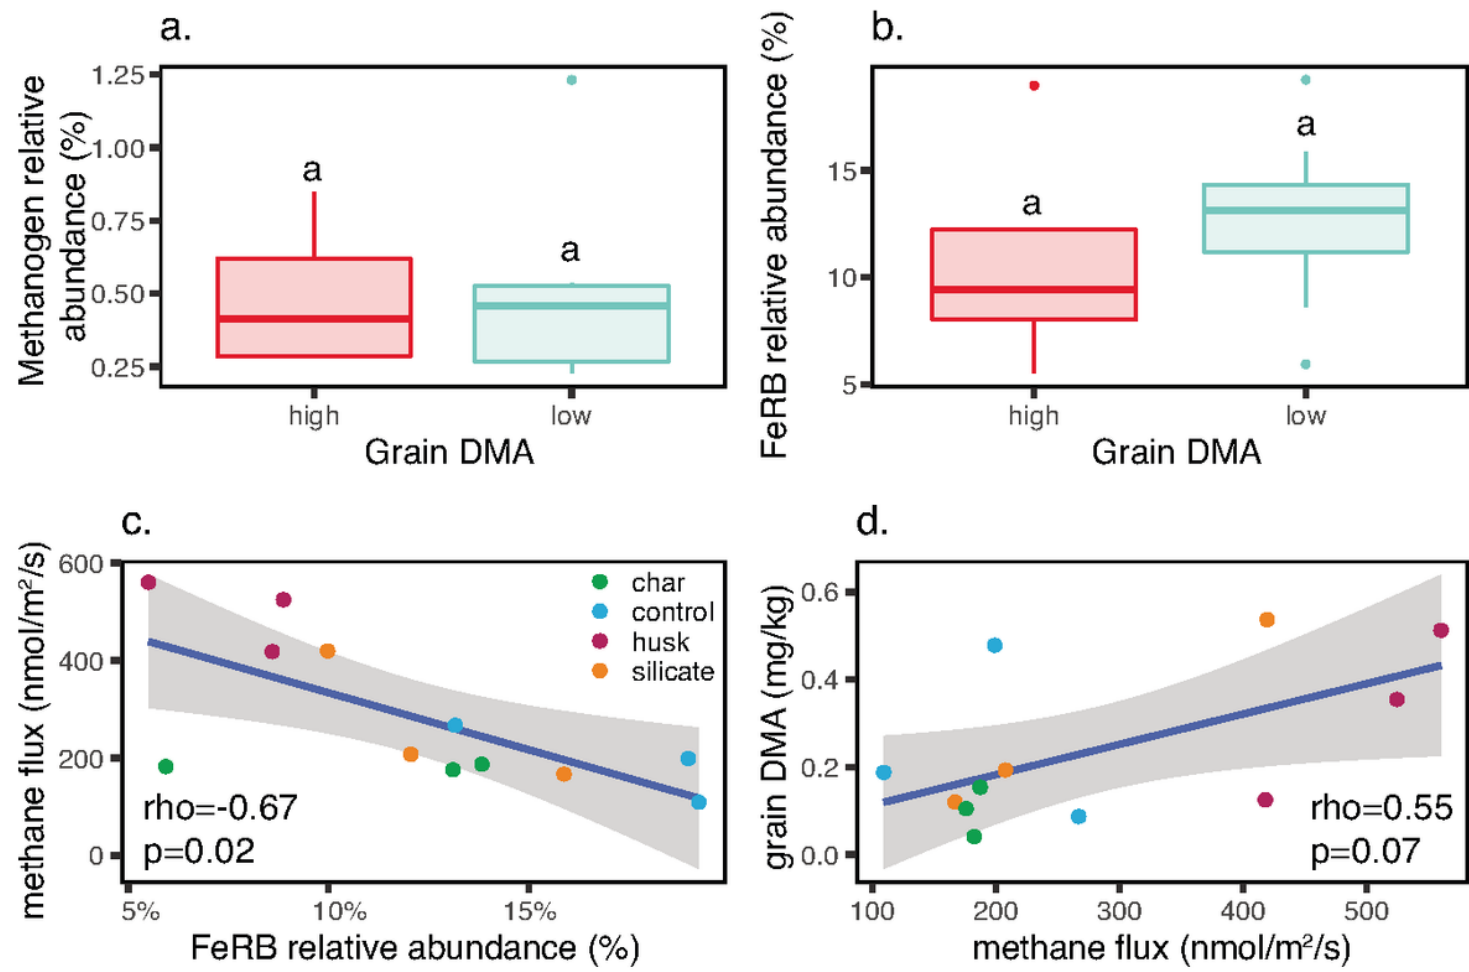 a.
Methanogen relative
abundance (%)
1.25
1.00
0.75
0.50
0.25
a
a
high
low
Grain DMA
b.
FeRB relative abundance (%)
15
10
5
a
a
high
low
Grain DMA
c.
methane flux (nmol/m²/s)
600
400
200
0
char
control
husk
silicate
rho=-0.67
p=0.02
5%
10%
15%
FeRB relative abundance (%)
d.
grain DMA (mg/kg)
0.6
0.4
0.2
0.0
rho=0.55
p=0.07
100
200
300
400
500
methane flux (nmol/m²/s)